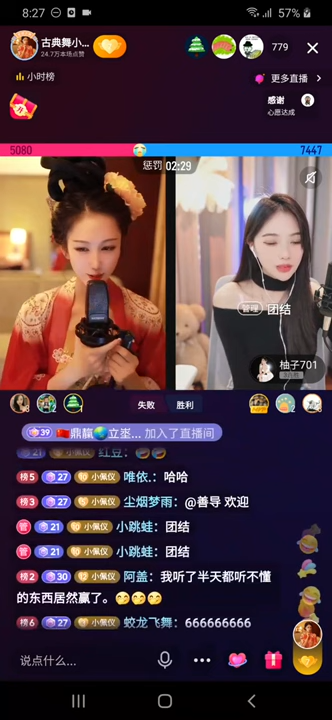 8:27
57%
古典舞小...
24.7万本场点赞
779
小时榜
更多直播 >
感谢
心愿达成
5080
7447
惩罚 02:29
管理 团结
柚子701
失败
胜利
39 鼎龍 立坙... 加入了直播间
21 小佩仪 红豆:
榜5 27 小佩仪 唯依.: 哈哈
榜3 27 小佩仪 尘烟梦雨: @善导 欢迎
管 21 小佩仪 小跳蛙: 团结
管 21 小佩仪 小跳蛙: 团结
榜2 30 小佩仪 阿盖: 我听了半天都听不懂
的东西居然赢了。
榜6 27 小佩仪 蛟龙飞舞: 666666666
说点什么...